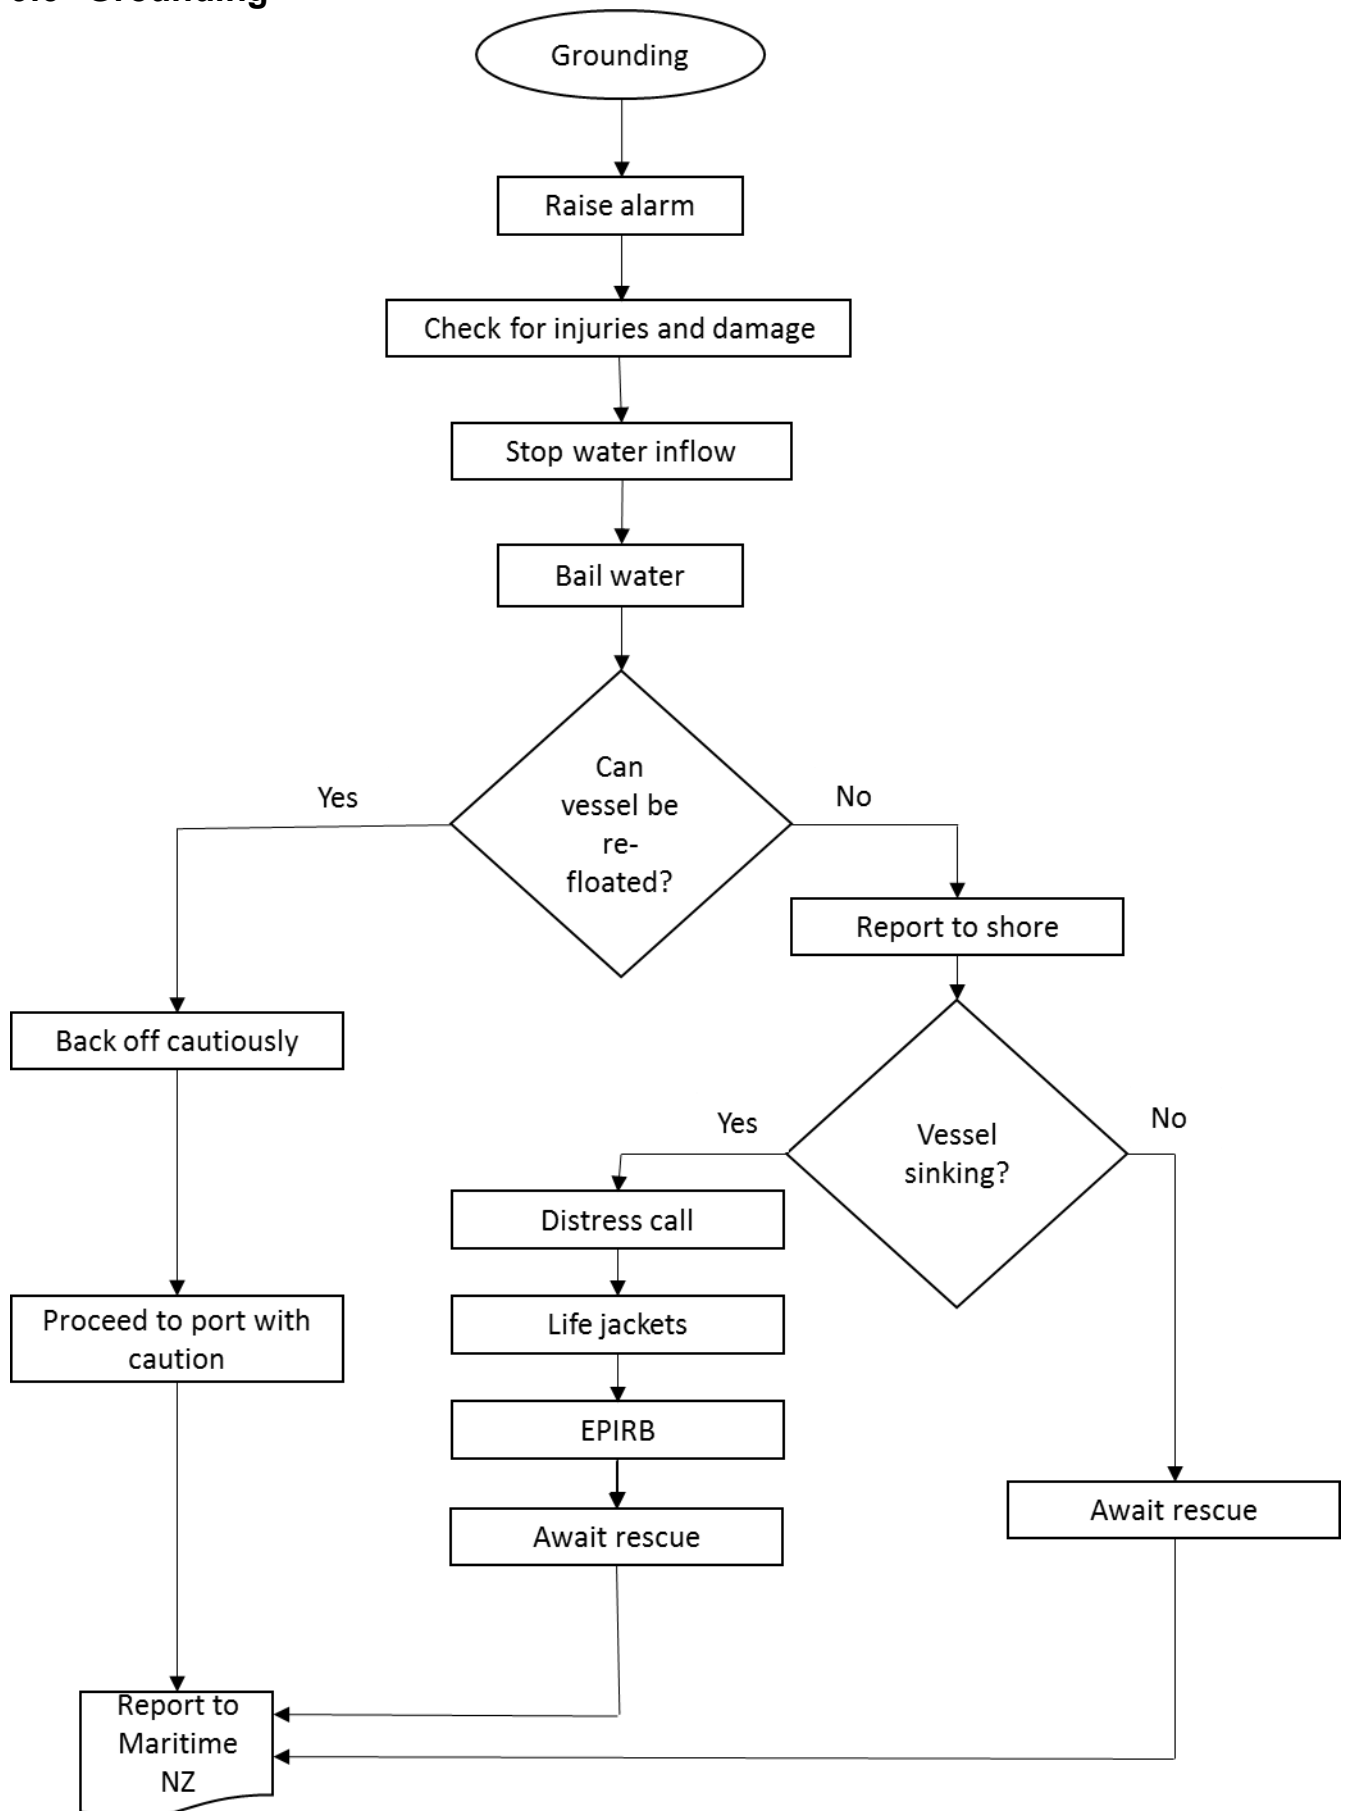 Grounding
Grounding
Raise alarm
Check for injuries and damage
Stop water inflow
Bail water
Can
vessel be
re-
floated?
Yes
No
Report to shore
Back off cautiously
Vessel
sinking?
Yes
No
Distress call
Proceed to port with
caution
Life jackets
EPIRB
Await rescue
Await rescue
Report to
Maritime
NZ